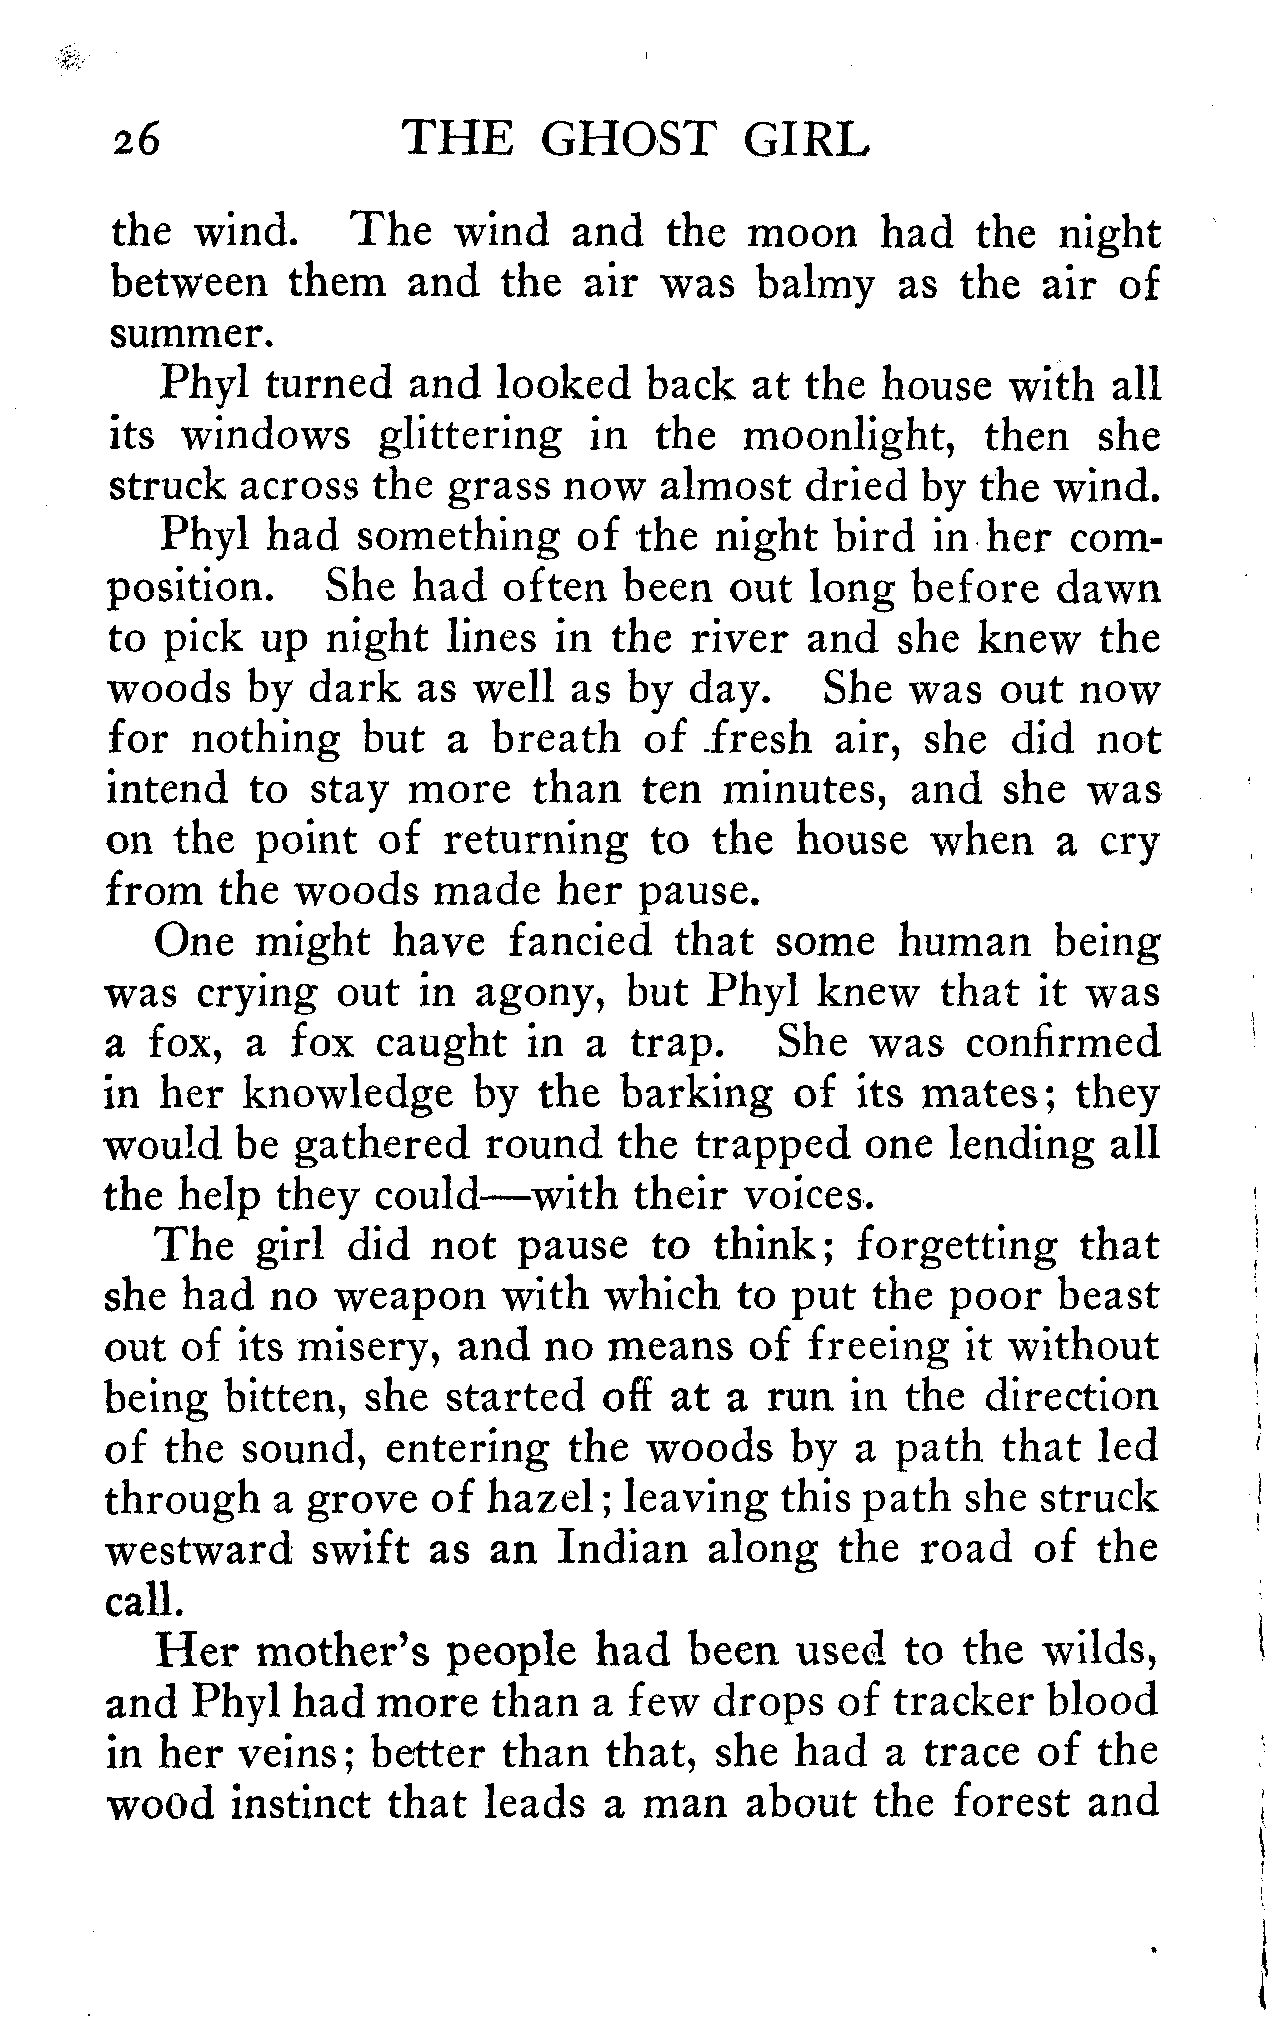 26 THE GHOST GIRL
the wind. The wind and the moon had the night
between them and the air was balmy as the air of
summer.
Phyl turned and looked back at the house with all
its windows glittering in the moonlight, then she
struck across the grass now almost dried by the wind.
Phyl had something of the night bird in her com-
position. She had often been out long before dawn
to pick up night lines in the river and she knew the
woods by dark as well as by day. She was out now
for nothing but a breath of fresh air, she did not
intend to stay more than ten minutes, and she was
on the point of returning to the house when a cry
from the woods made her pause.
One might have fancied that some human being
was crying out in agony, but Phyl knew that it was
a fox, a fox caught in a trap. She was confirmed
in her knowledge by the barking of its mates; they
would be gathered round the trapped one lending all
the help they could—with their voices.
The girl did not pause to think; forgetting that
she had no weapon with which to put the poor beast
out of its misery, and no means of freeing it without
being bitten, she started off at a run in the direction
of the sound, entering the woods by a path that led
through a grove of hazel; leaving this path she struck
westward swift as an Indian along the road of the
call.
Her mother's people had been used to the wilds,
and Phyl had more than a few drops of tracker blood
in her veins; better than that, she had a trace of the
woOd instinct that leads a man about the forest and